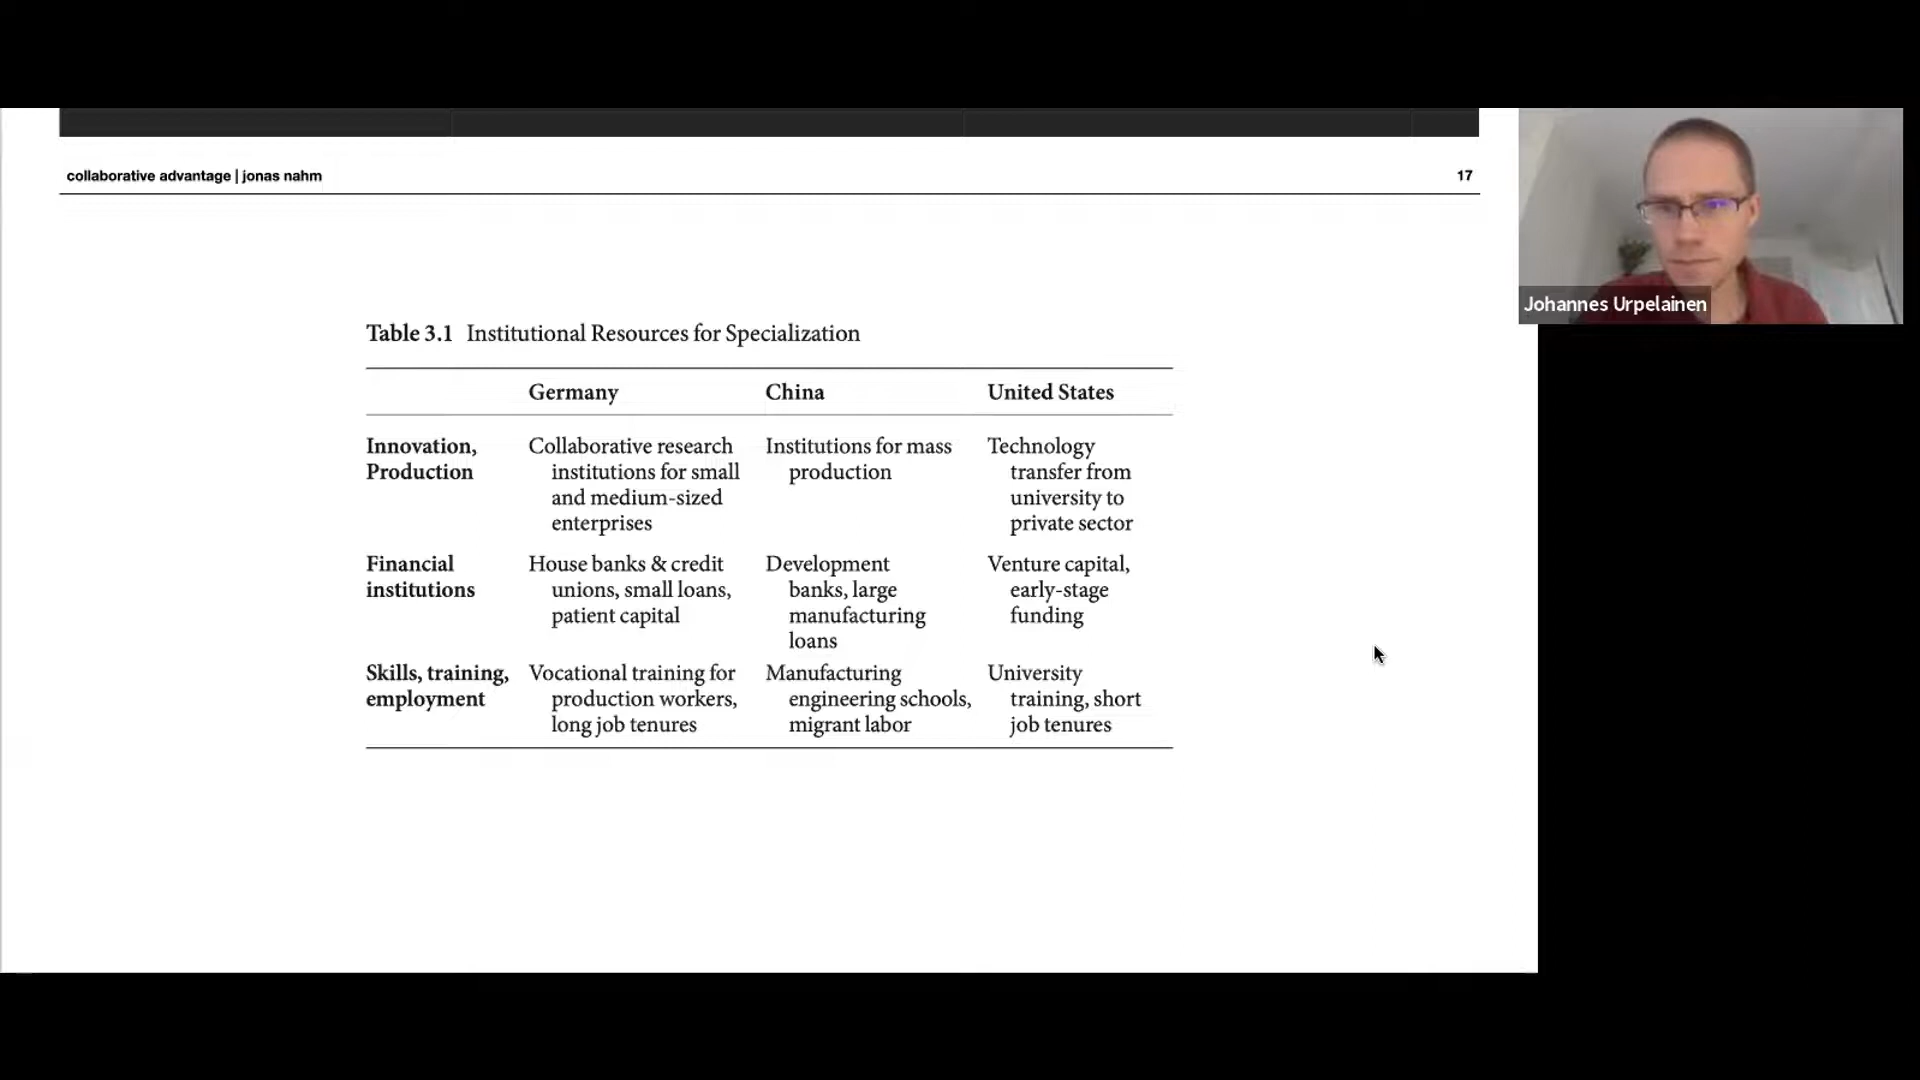 collaborative advantage | jonas nahm
17
Johannes Urpelainen
Table 3.1 Institutional Resources for Specialization
Germany China United States
Innovation, Production
Collaborative research institutions for small and medium-sized enterprises
Institutions for mass production
Technology transfer from university to private sector
Financial institutions
House banks & credit unions, small loans, patient capital
Development banks, large manufacturing loans
Venture capital, early-stage funding
Skills, training, employment
Vocational training for production workers, long job tenures
Manufacturing engineering schools, migrant labor
University training, short job tenures